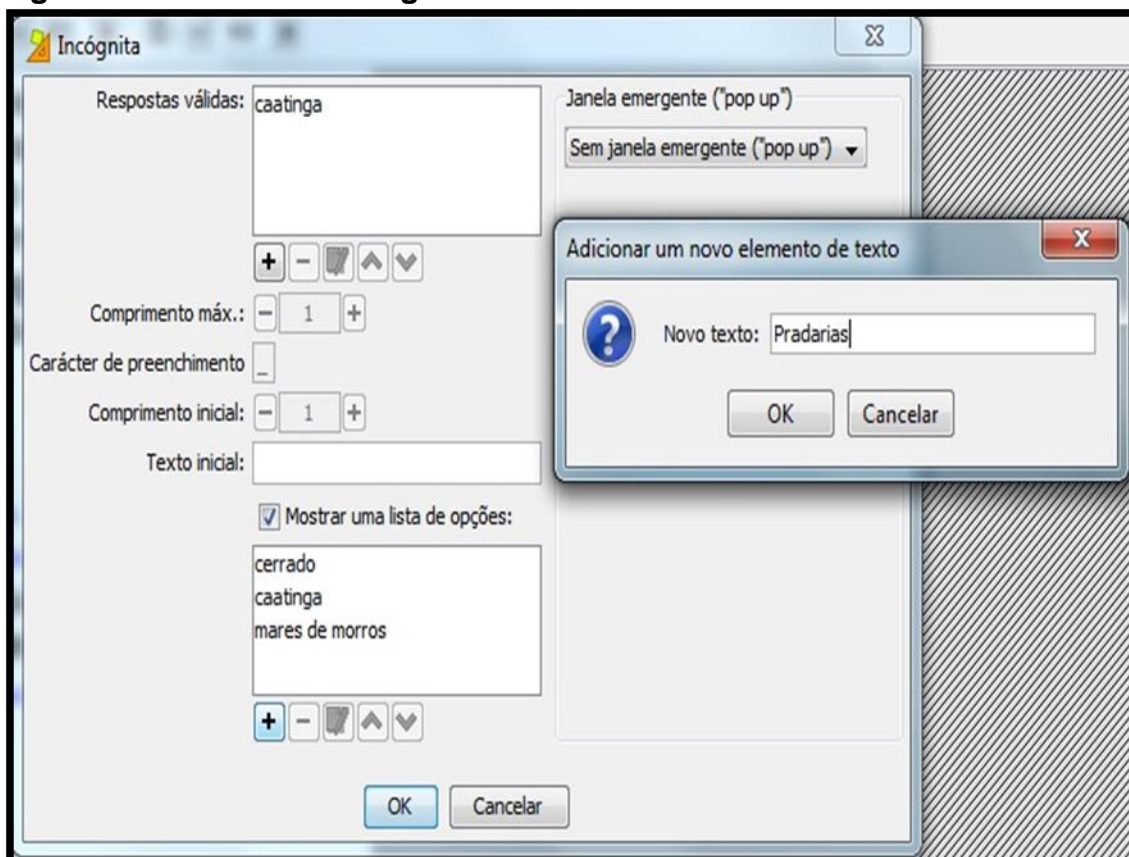 Incógnita
Respostas válidas:
caatinga
+ -
Comprimento máx.: - 1 +
Carácter de preenchimento _
Comprimento inicial: - 1 +
Texto inicial:
Mostrar uma lista de opções:
cerrado
caatinga
mares de morros
+ -
OK Cancelar
Janela emergente ("pop up")
Sem janela emergente ("pop up")
Adicionar um novo elemento de texto
Novo texto: Pradarias
OK Cancelar